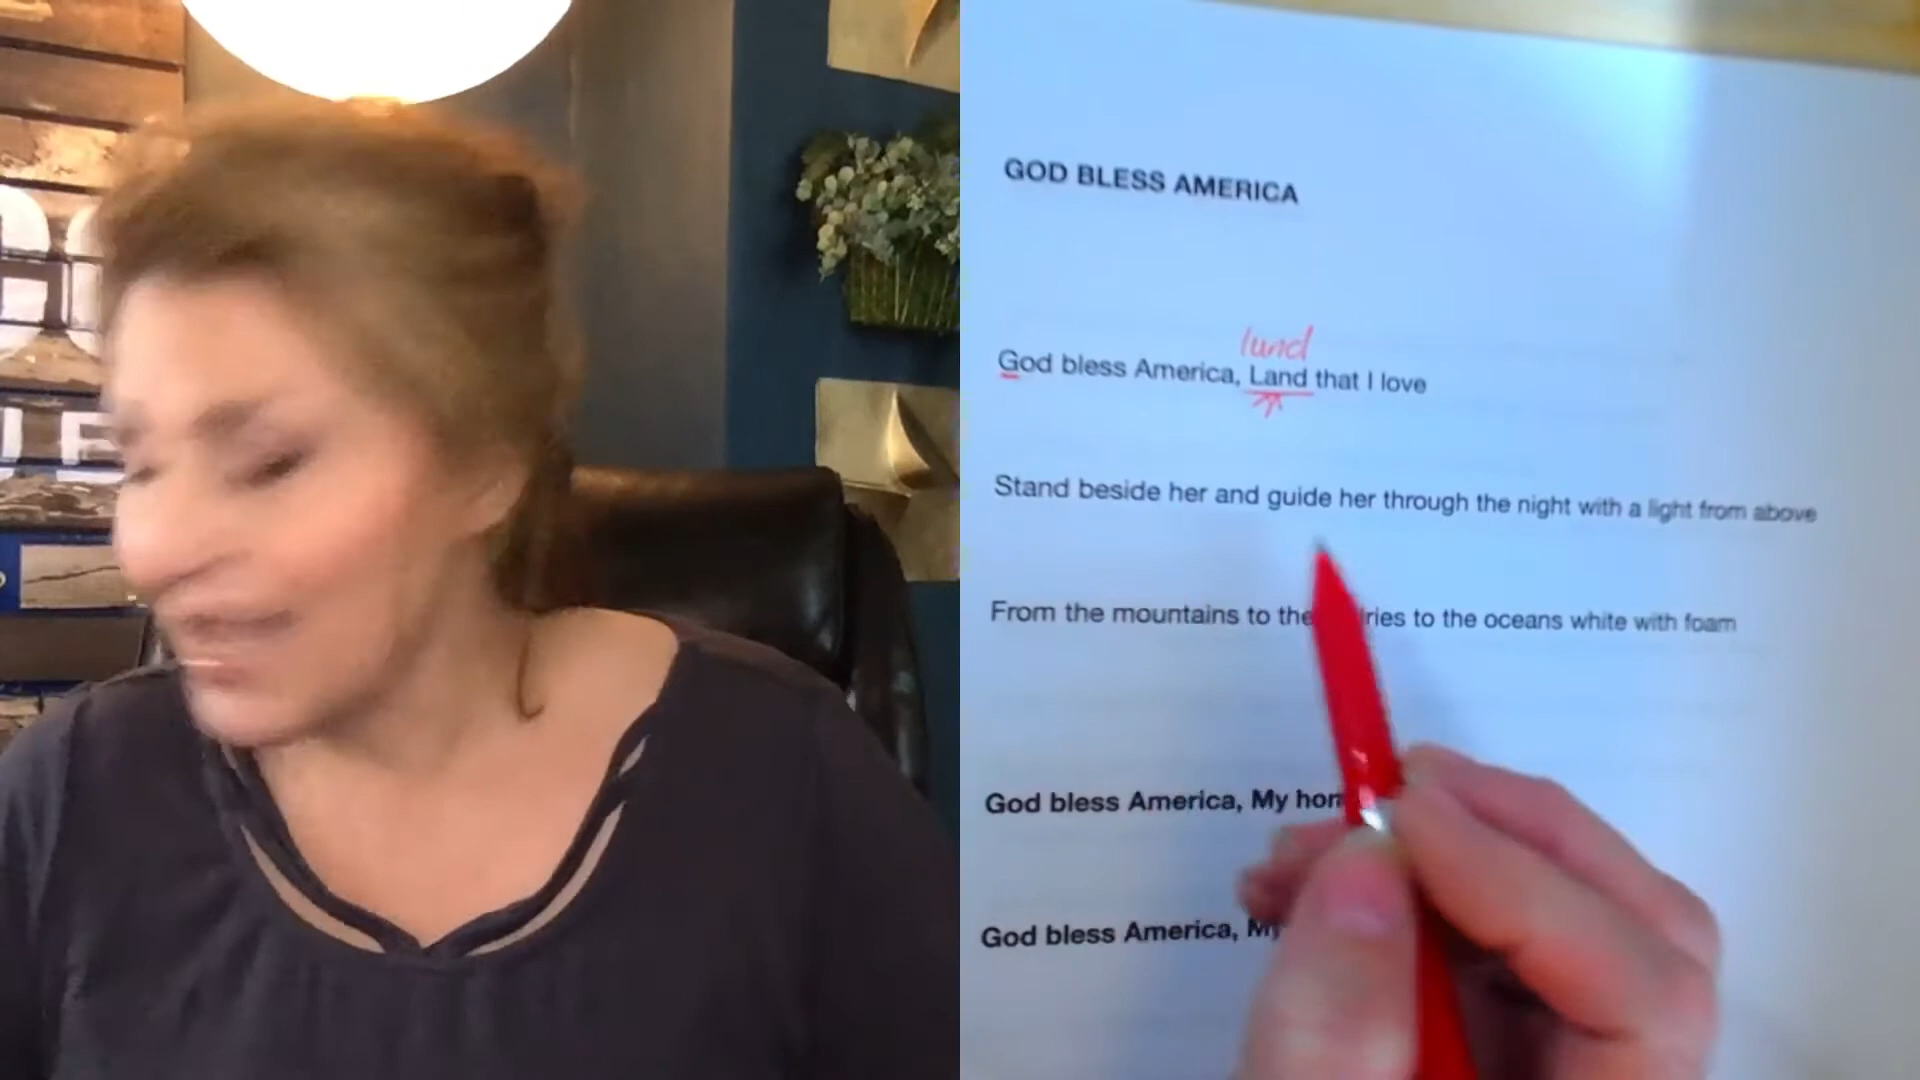 GOD BLESS AMERICA
lund
God bless America, Land that I love
Stand beside her and guide her through the night with a light from above
From the mountains to the ries to the oceans white with foam
God bless America, My hom
God bless America, My